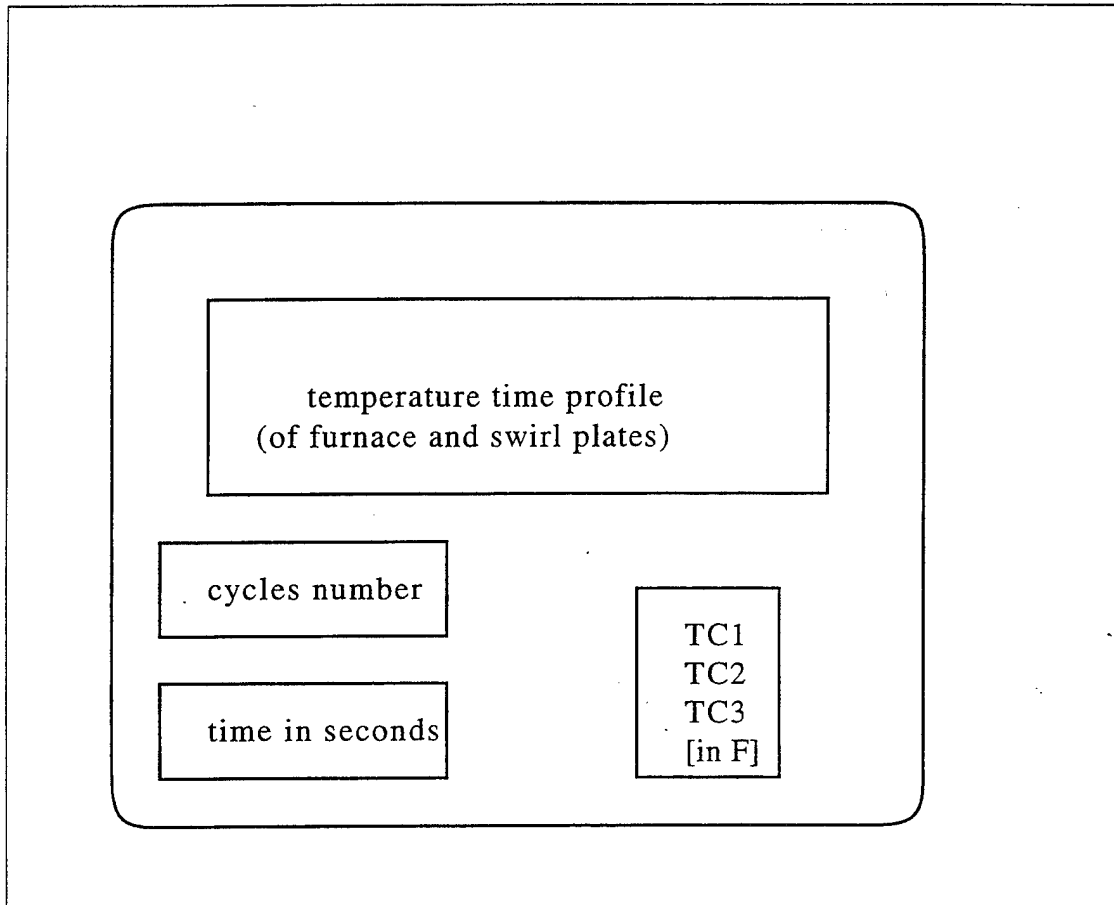 temperature time profile
(of furnace and swirl plates)
cycles number
time in seconds
TC1
TC2
TC3
[in F]